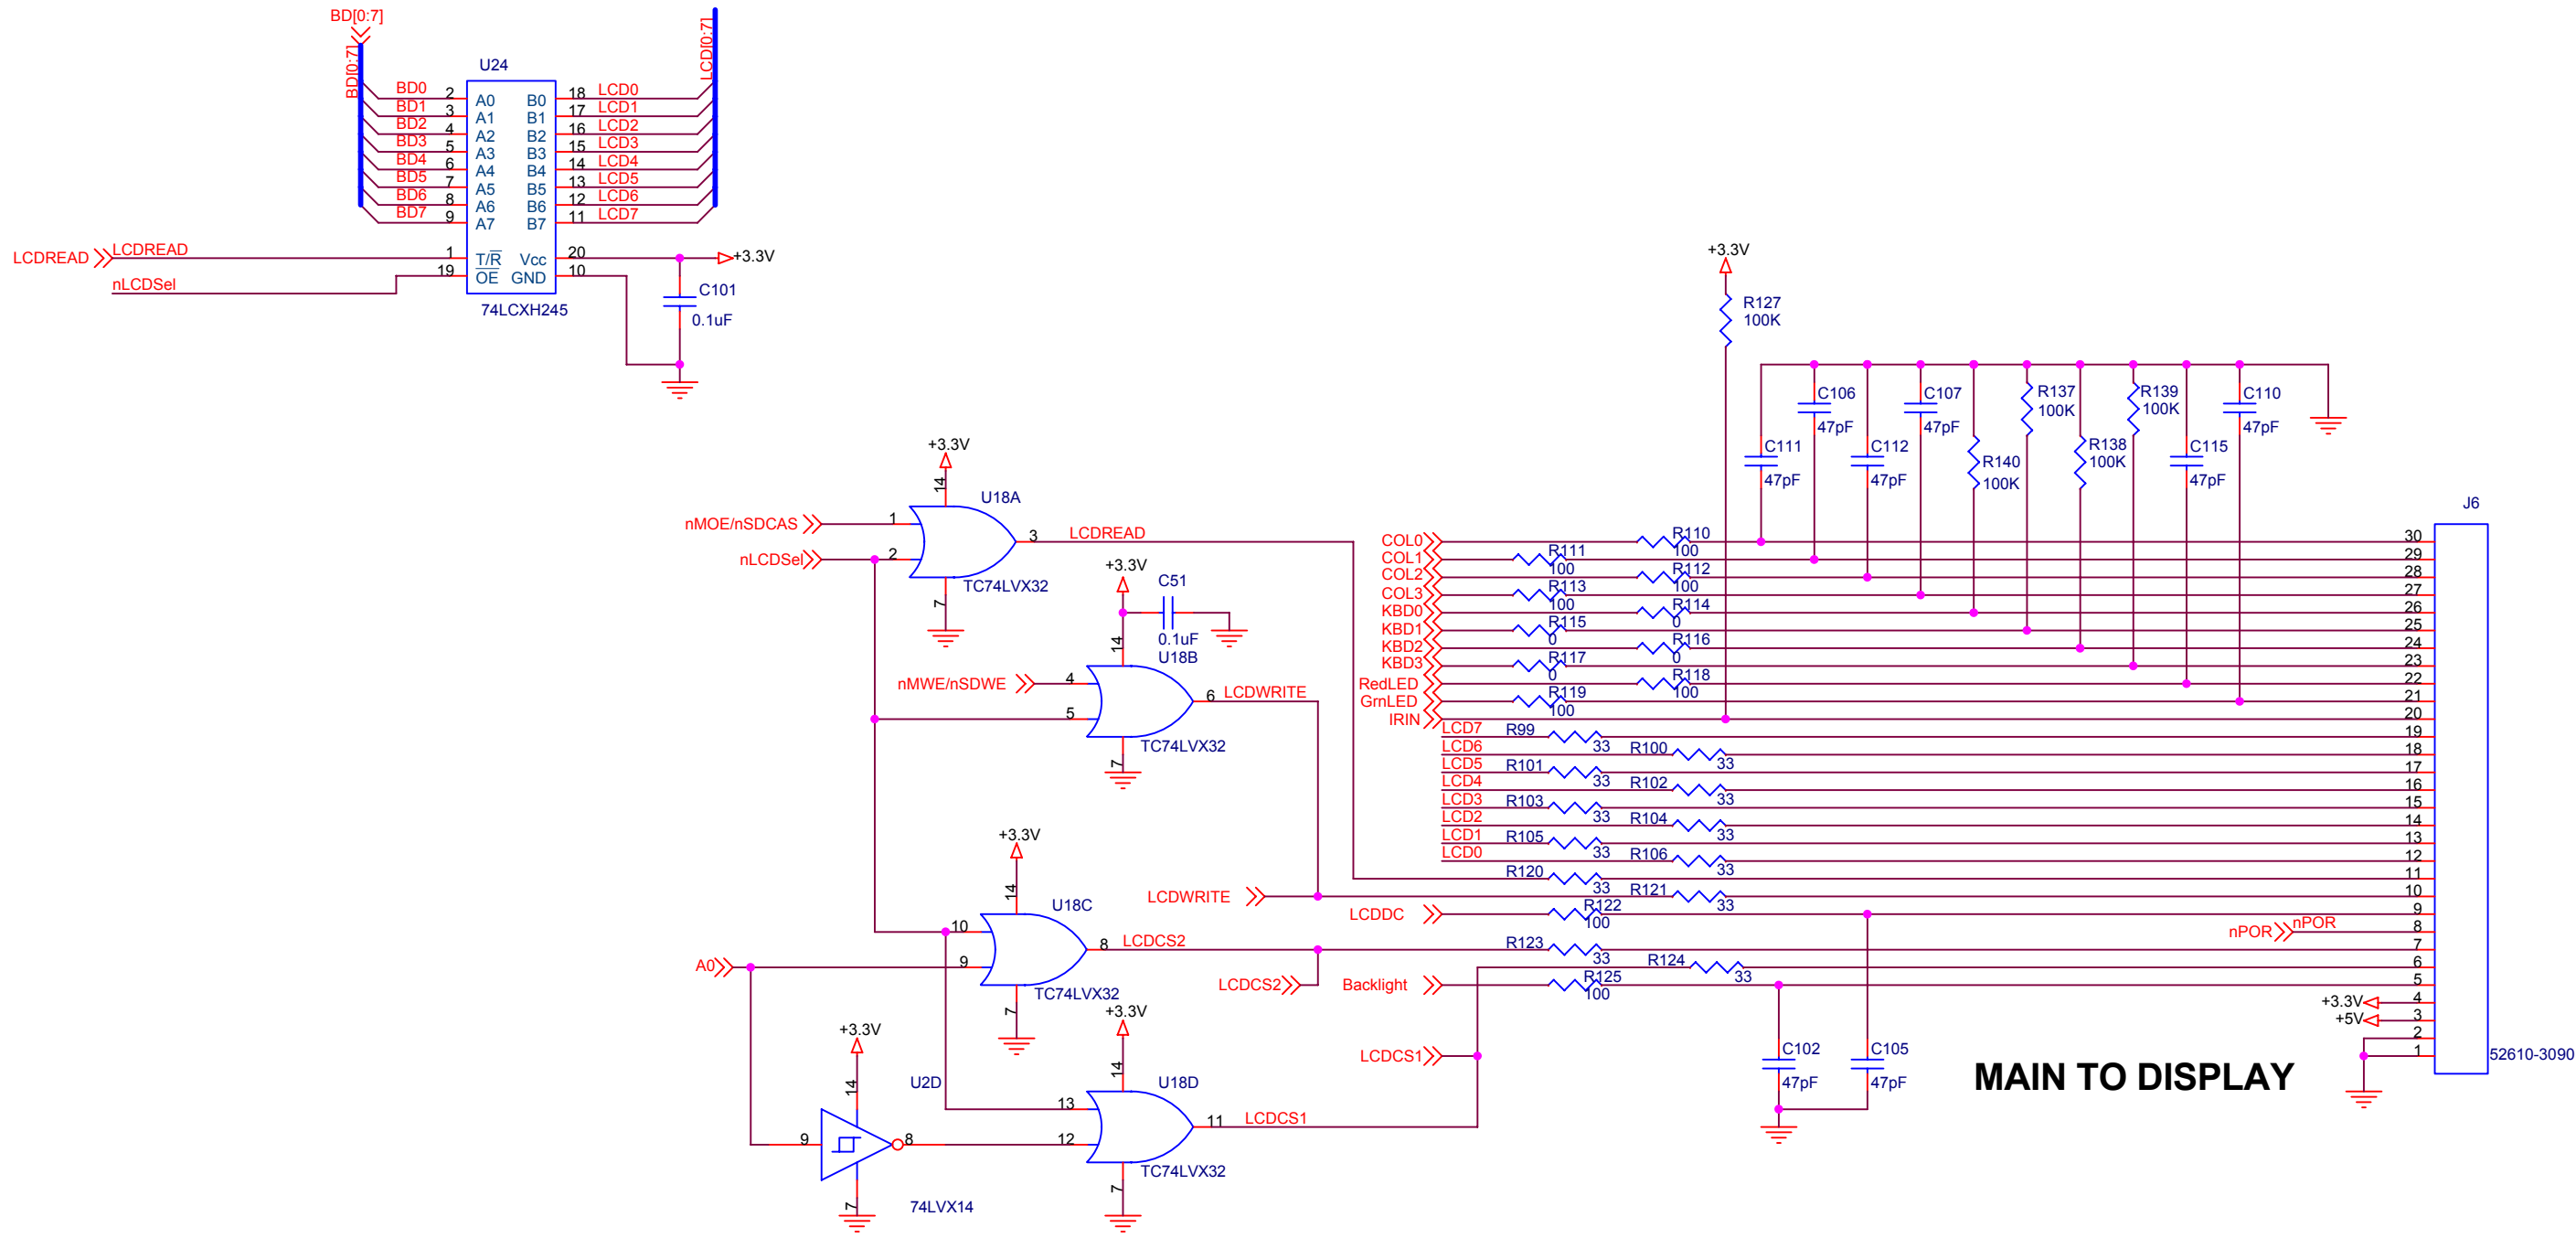 BD[0:7]
BD[0:7]
LCD[0:7]
U24
BD0 2 A0 B0 18 LCD0
BD1 3 A1 B1 17 LCD1
BD2 4 A2 B2 16 LCD2
BD3 5 A3 B3 15 LCD3
BD4 6 A4 B4 14 LCD4
BD5 7 A5 B5 13 LCD5
BD6 8 A6 B6 12 LCD6
BD7 9 A7 B7 11 LCD7
LCDREAD LCDREAD 1 T/R Vcc 20 +3.3V
nLCDSel 19 OE GND 10
74LCXH245
C101
0.1uF
+3.3V
14
U18A
nMOE/nSDCAS 1
nLCDSel 2
3 LCDREAD
TC74LVX32
7
+3.3V
C51
0.1uF
14
U18B
nMWE/nSDWE 4
5
6 LCDWRITE
TC74LVX32
7
+3.3V
14
U18C
10
A0 9
8 LCDCS2
TC74LVX32
7
+3.3V
14
U2D
9 8
7
74LVX14
+3.3V
14
U18D
13
12
11 LCDCS1
TC74LVX32
7
+3.3V
R127
100K
C106
47pF
C107
47pF
R137
100K
R139
100K
C110
47pF
C111
47pF
C112
47pF
R140
100K
R138
100K
C115
47pF
J6
COL0 R110 100 30
COL1 R111 100 29
COL2 R112 100 28
COL3 R113 100 27
KBD0 R114 0 26
KBD1 R115 0 25
KBD2 R116 0 24
KBD3 R117 0 23
RedLED R118 100 22
GrnLED R119 100 21
IRIN 20
LCD7 R99 33 19
LCD6 R100 33 18
LCD5 R101 33 17
LCD4 R102 33 16
LCD3 R103 33 15
LCD2 R104 33 14
LCD1 R105 33 13
LCD0 R106 33 12
R120 33 11
LCDWRITE R121 33 10
LCDDC R122 100 9
nPOR nPOR 8
R123 33 7
R124 33 6
LCDCS2
Backlight R125 100 5
+3.3V 4
+5V 3
2
1
LCDCS1
C102
47pF
C105
47pF
52610-3090
MAIN TO DISPLAY